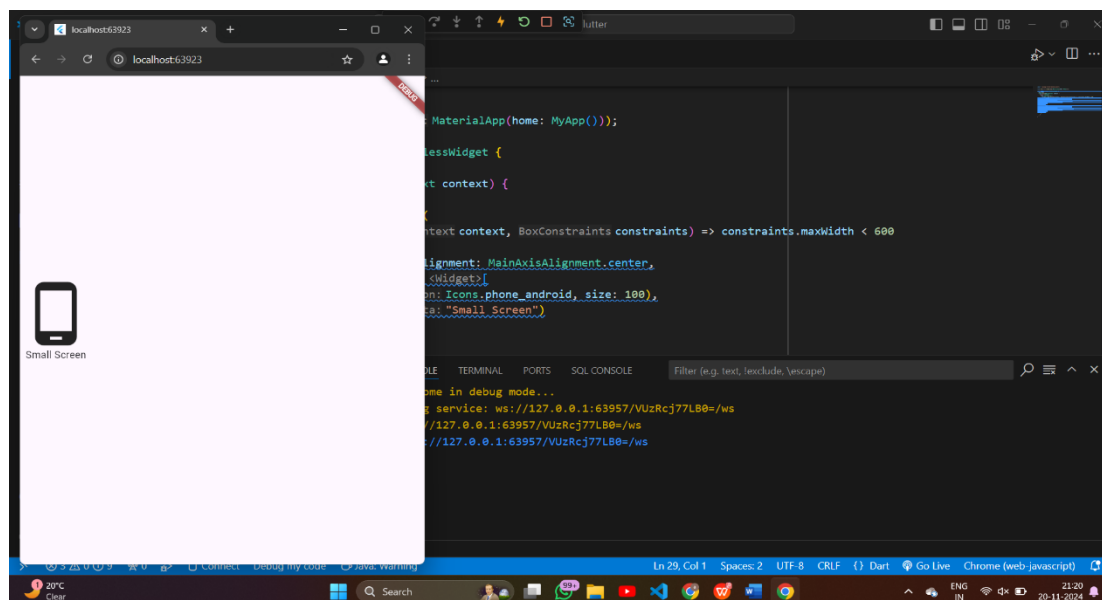 localhost:63923
localhost:63923
DEBUG
Small Screen
lutter
...
MaterialApp(home: MyApp()));
lessWidget {
xt context) {
(
ntext context, BoxConstraints constraints) => constraints.maxWidth < 600
lignment: MainAxisAlignment.center,
<Widget>[
on: Icons.phone_android, size: 100),
ta: "Small Screen")
OLE TERMINAL PORTS SQL CONSOLE Filter (e.g. text, !exclude, \escape)
ome in debug mode...
g service: ws://127.0.0.1:63957/VUzRcj77LB0=/ws
//127.0.0.1:63957/VUzRcj77LB0=/ws
://127.0.0.1:63957/VUzRcj77LB0=/ws
Connect Debug my code Java: Warning Ln 29, Col 1 Spaces: 2 UTF-8 CRLF {} Dart Go Live Chrome (web-javascript)
1 20°C
Clear
Search
99+
ENG
IN
21:20
20-11-2024